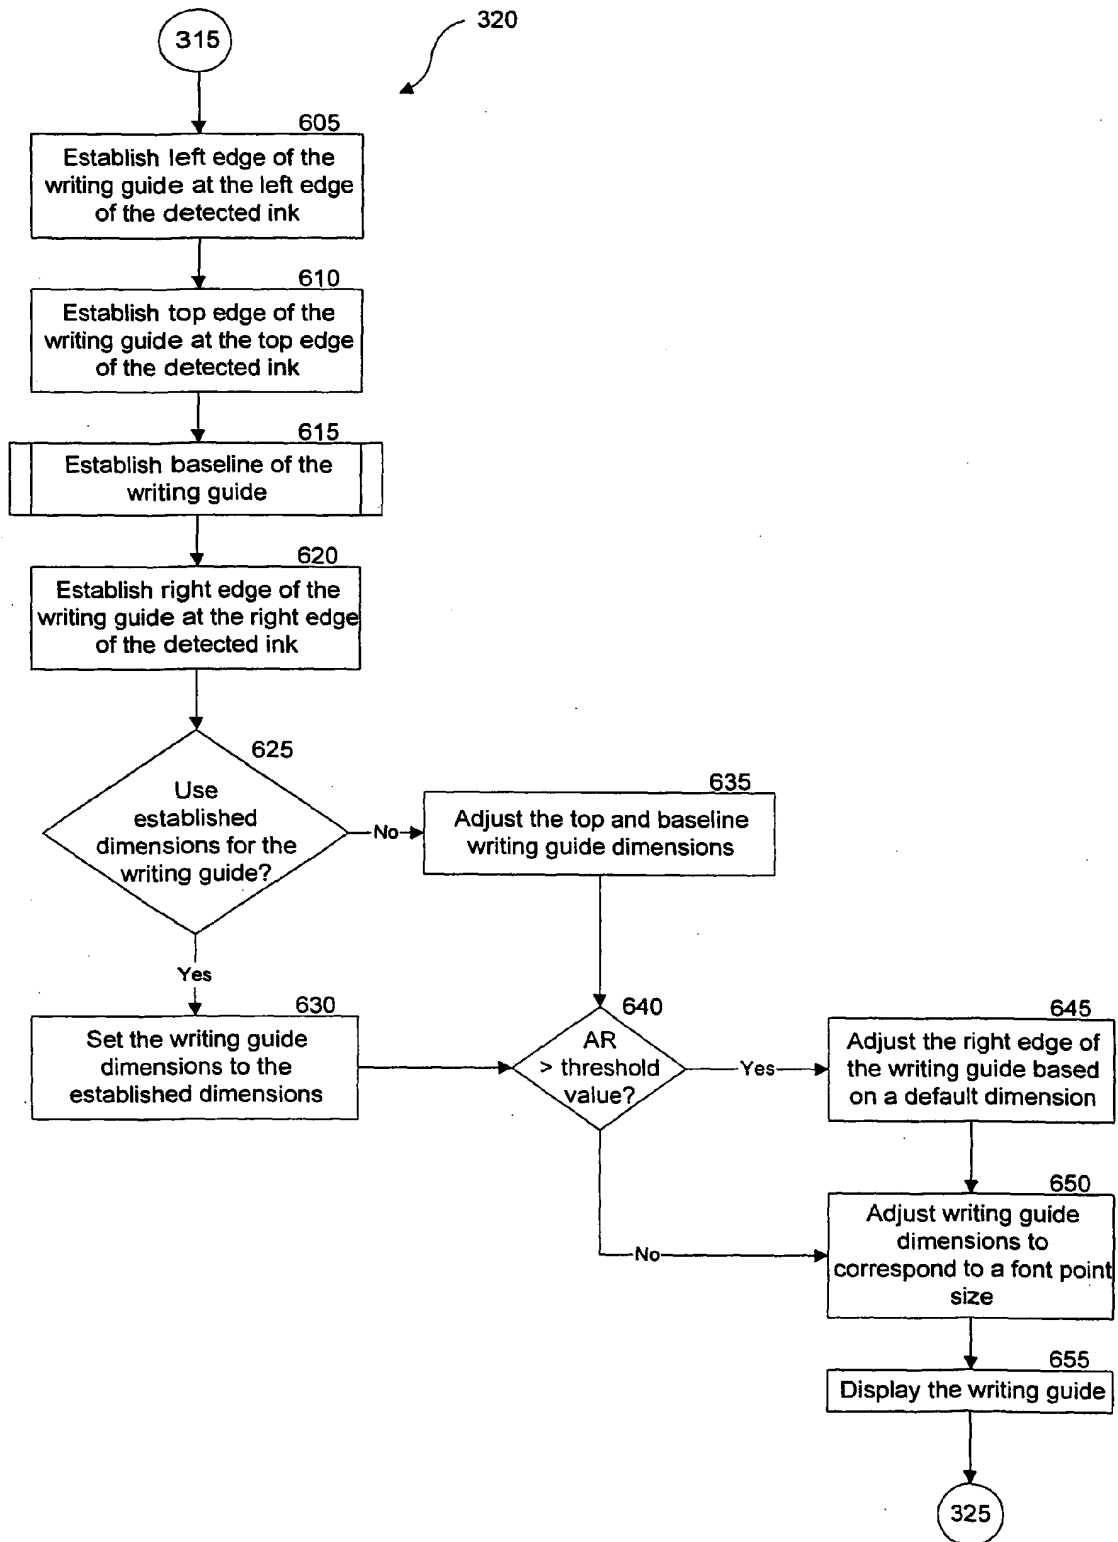 315
320
605
Establish left edge of the
writing guide at the left edge
of the detected ink
610
Establish top edge of the
writing guide at the top edge
of the detected ink
615
Establish baseline of the
writing guide
620
Establish right edge of the
writing guide at the right edge
of the detected ink
625
Use
established
dimensions for the
writing guide?
No
635
Adjust the top and baseline
writing guide dimensions
Yes
630
Set the writing guide
dimensions to the
established dimensions
640
AR
> threshold
value?
Yes
645
Adjust the right edge of
the writing guide based
on a default dimension
No
650
Adjust writing guide
dimensions to
correspond to a font point
size
655
Display the writing guide
325